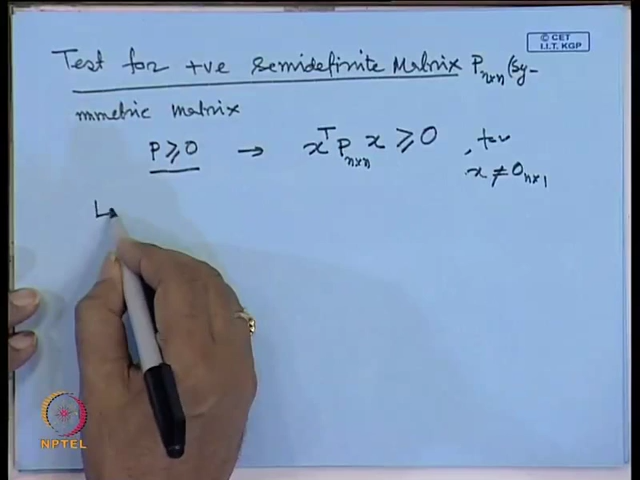 © CET
I.I.T. KGP
Test for +ve Semidefinite Matrix Pn×n (Sy-
mmetric matrix
P ≥ 0 → xᵀ Pn×n x ≥ 0 , for
x ≠ 0n×1
NPTEL